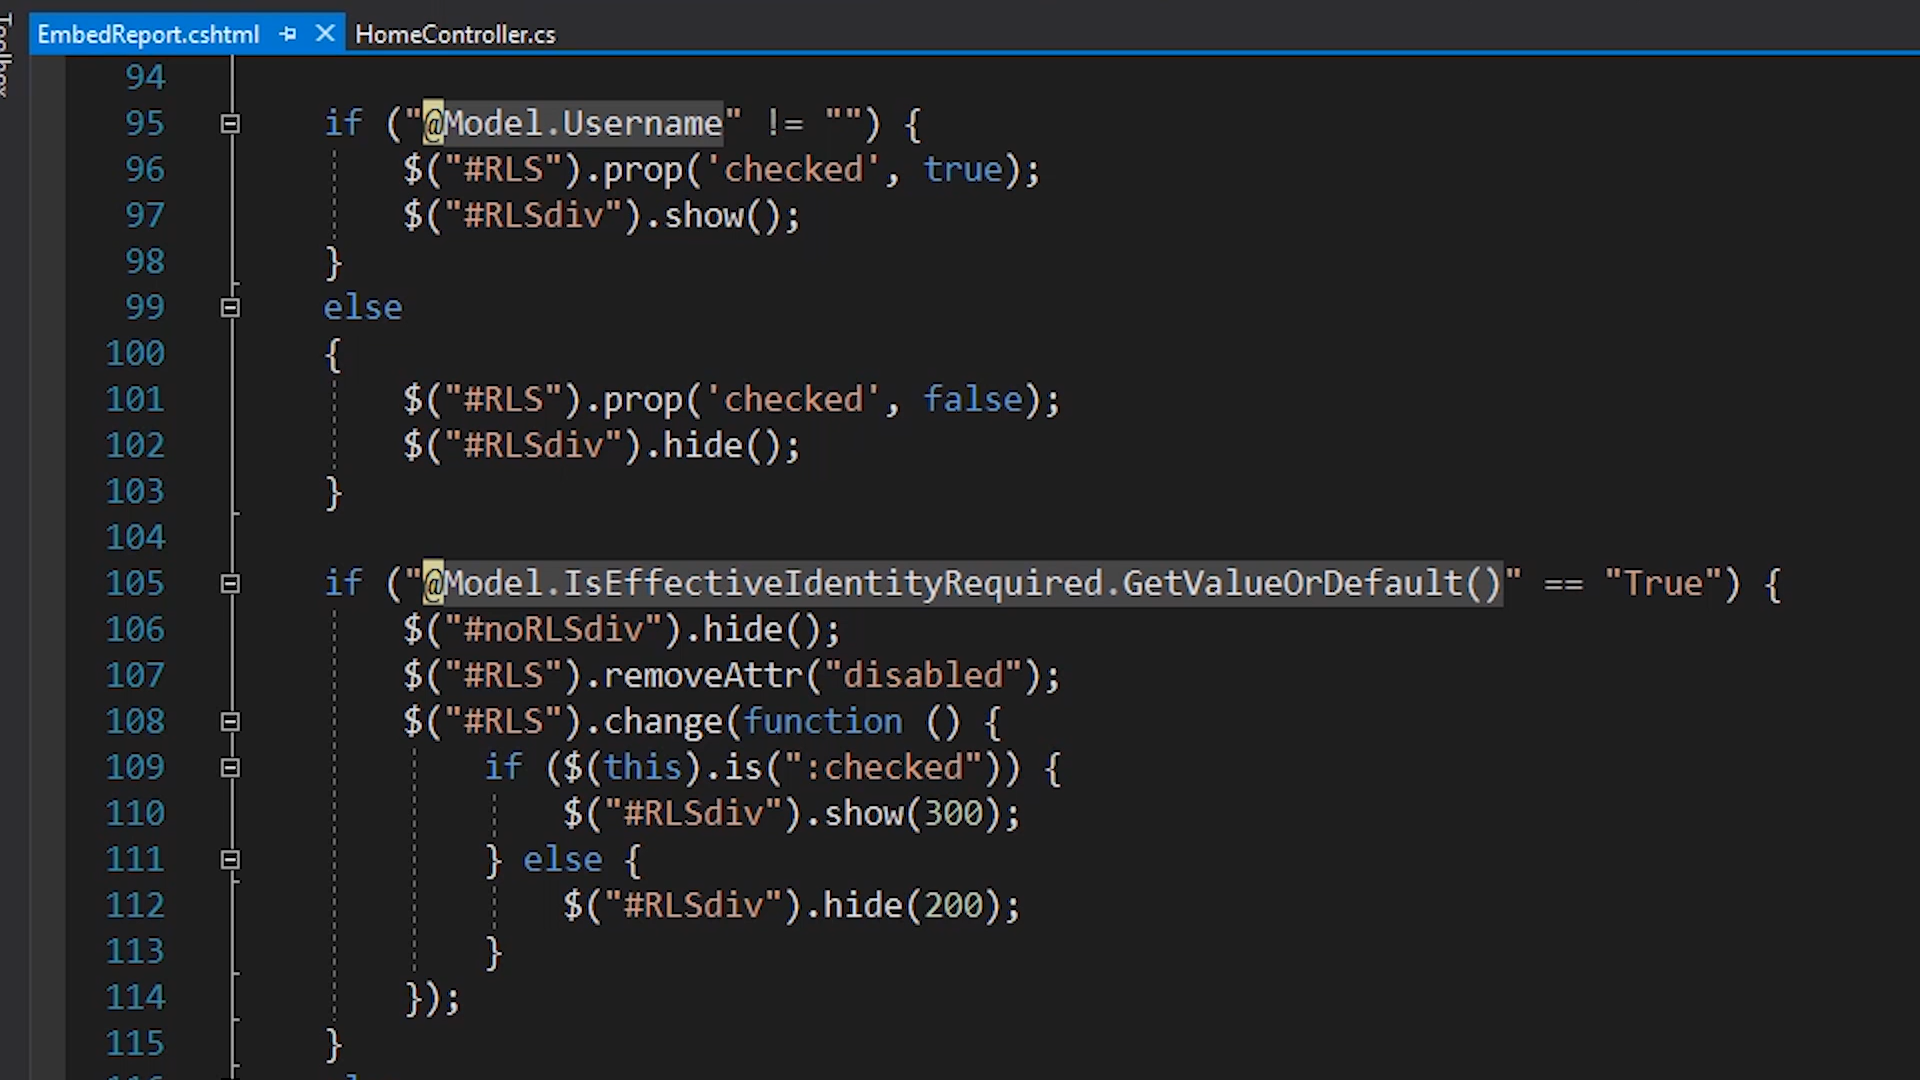 Toolbox
EmbedReport.cshtml HomeController.cs
94
95 if ("@Model.Username" != "") {
96 $("#RLS").prop('checked', true);
97 $("#RLSdiv").show();
98 }
99 else
100 {
101 $("#RLS").prop('checked', false);
102 $("#RLSdiv").hide();
103 }
104
105 if ("@Model.IsEffectiveIdentityRequired.GetValueOrDefault()" == "True") {
106 $("#noRLSdiv").hide();
107 $("#RLS").removeAttr("disabled");
108 $("#RLS").change(function () {
109 if ($(this).is(":checked")) {
110 $("#RLSdiv").show(300);
111 } else {
112 $("#RLSdiv").hide(200);
113 }
114 });
115 }